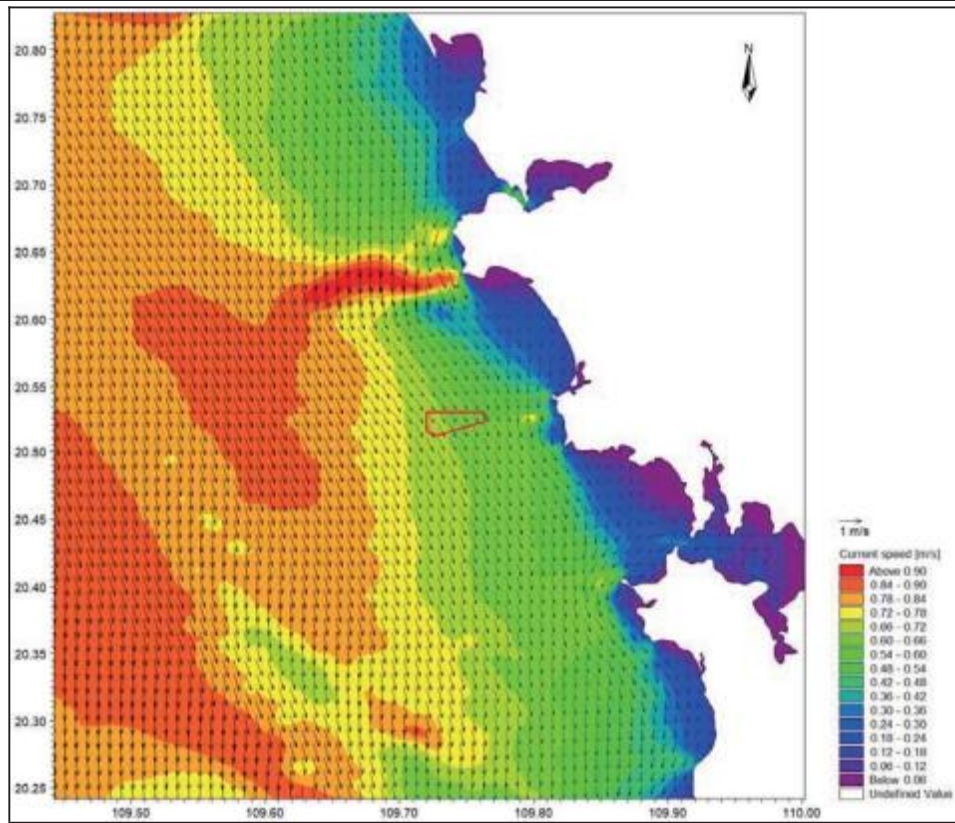 N
20.80
20.75
20.70
20.65
20.60
20.55
20.50
20.45
20.40
20.35
20.30
20.25
109.50
109.60
109.70
109.80
109.90
110.00
1 m/s
Current speed [m/s]
Above 0.90
0.84 - 0.90
0.78 - 0.84
0.72 - 0.78
0.66 - 0.72
0.60 - 0.66
0.54 - 0.60
0.48 - 0.54
0.42 - 0.48
0.36 - 0.42
0.30 - 0.36
0.24 - 0.30
0.18 - 0.24
0.12 - 0.18
0.06 - 0.12
Below 0.06
Undefined Value